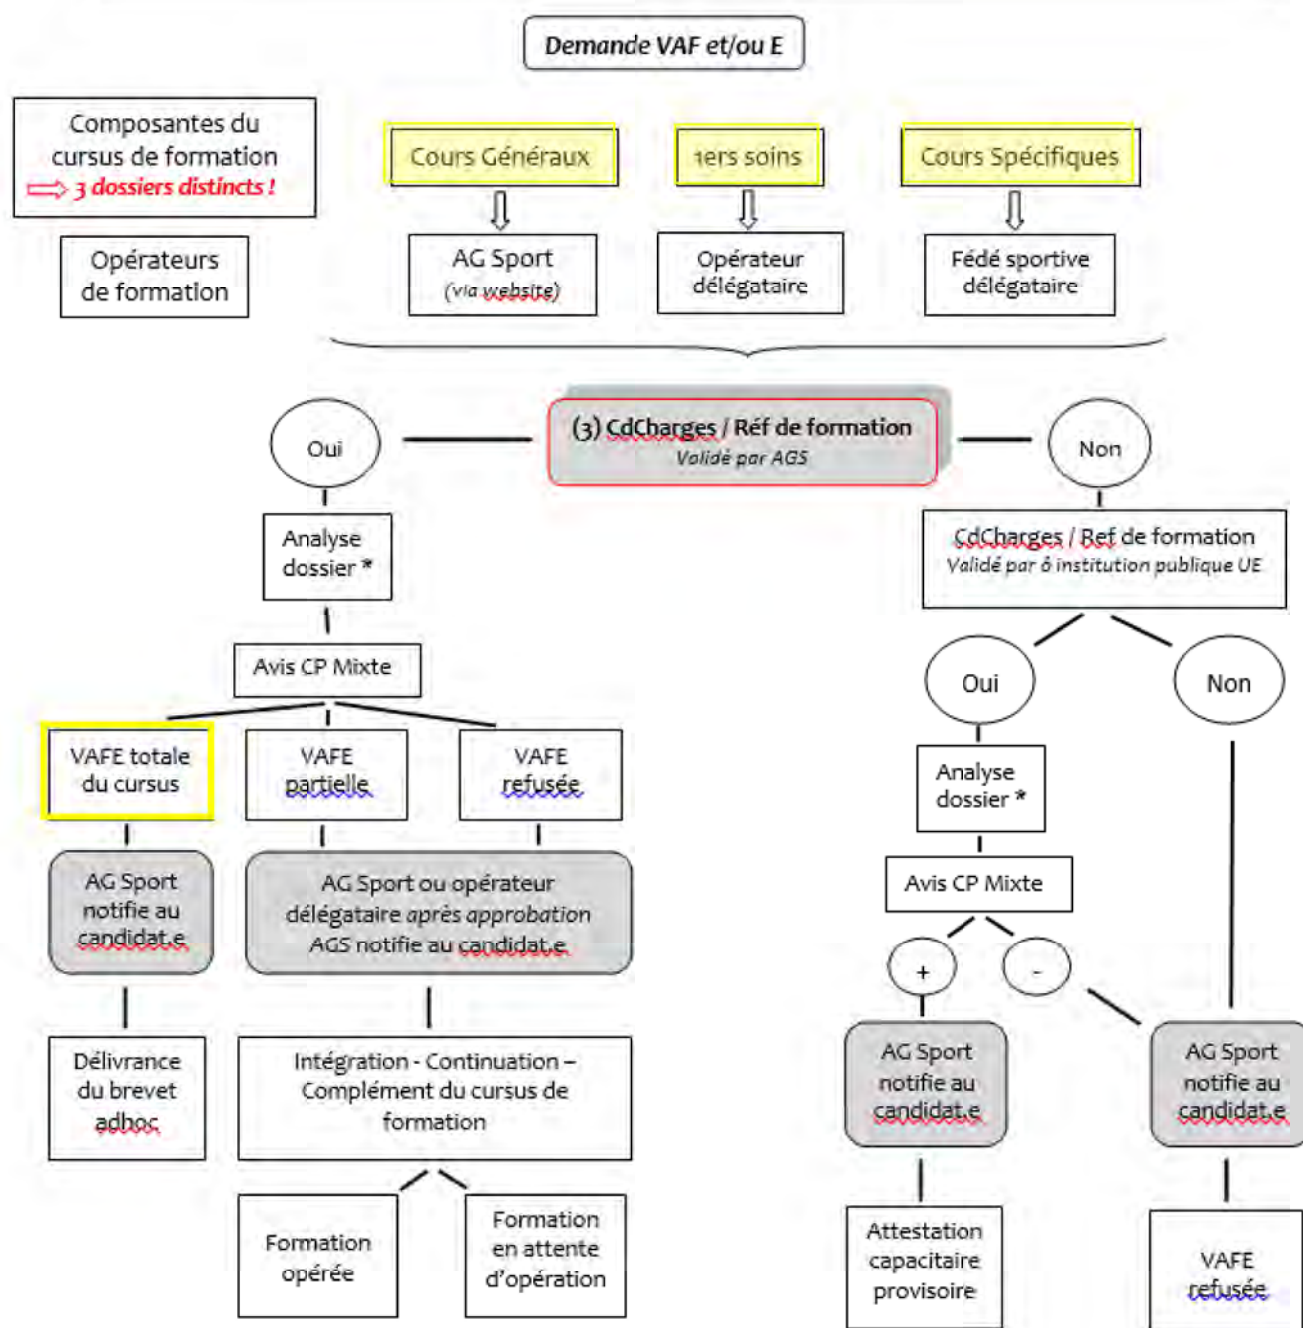 Demande VAF et/ou E
Composantes du
cursus de formation
⇨ 3 dossiers distincts !
Cours Généraux
1ers soins
Cours Spécifiques
Opérateurs
de formation
AG Sport
(via website)
Opérateur
délégataire
Fédé sportive
délégataire
Oui
(3) CdCharges / Réf de formation
Validé par AGS
Non
Analyse
dossier *
CdCharges / Ref de formation
Validé par ô institution publique UE
Avis CP Mixte
Oui
Non
VAFE totale
du cursus
VAFE
partielle
VAFE
refusée
Analyse
dossier *
Avis CP Mixte
AG Sport
notifie au
candidat.e
AG Sport ou opérateur
délégataire après approbation
AGS notifie au candidat.e
+
-
Délivrance
du brevet
adhoc
Intégration - Continuation –
Complément du cursus de
formation
AG Sport
notifie au
candidat.e
AG Sport
notifie au
candidat.e
Formation
opérée
Formation
en attente
d'opération
Attestation
capacitaire
provisoire
VAFE
refusée